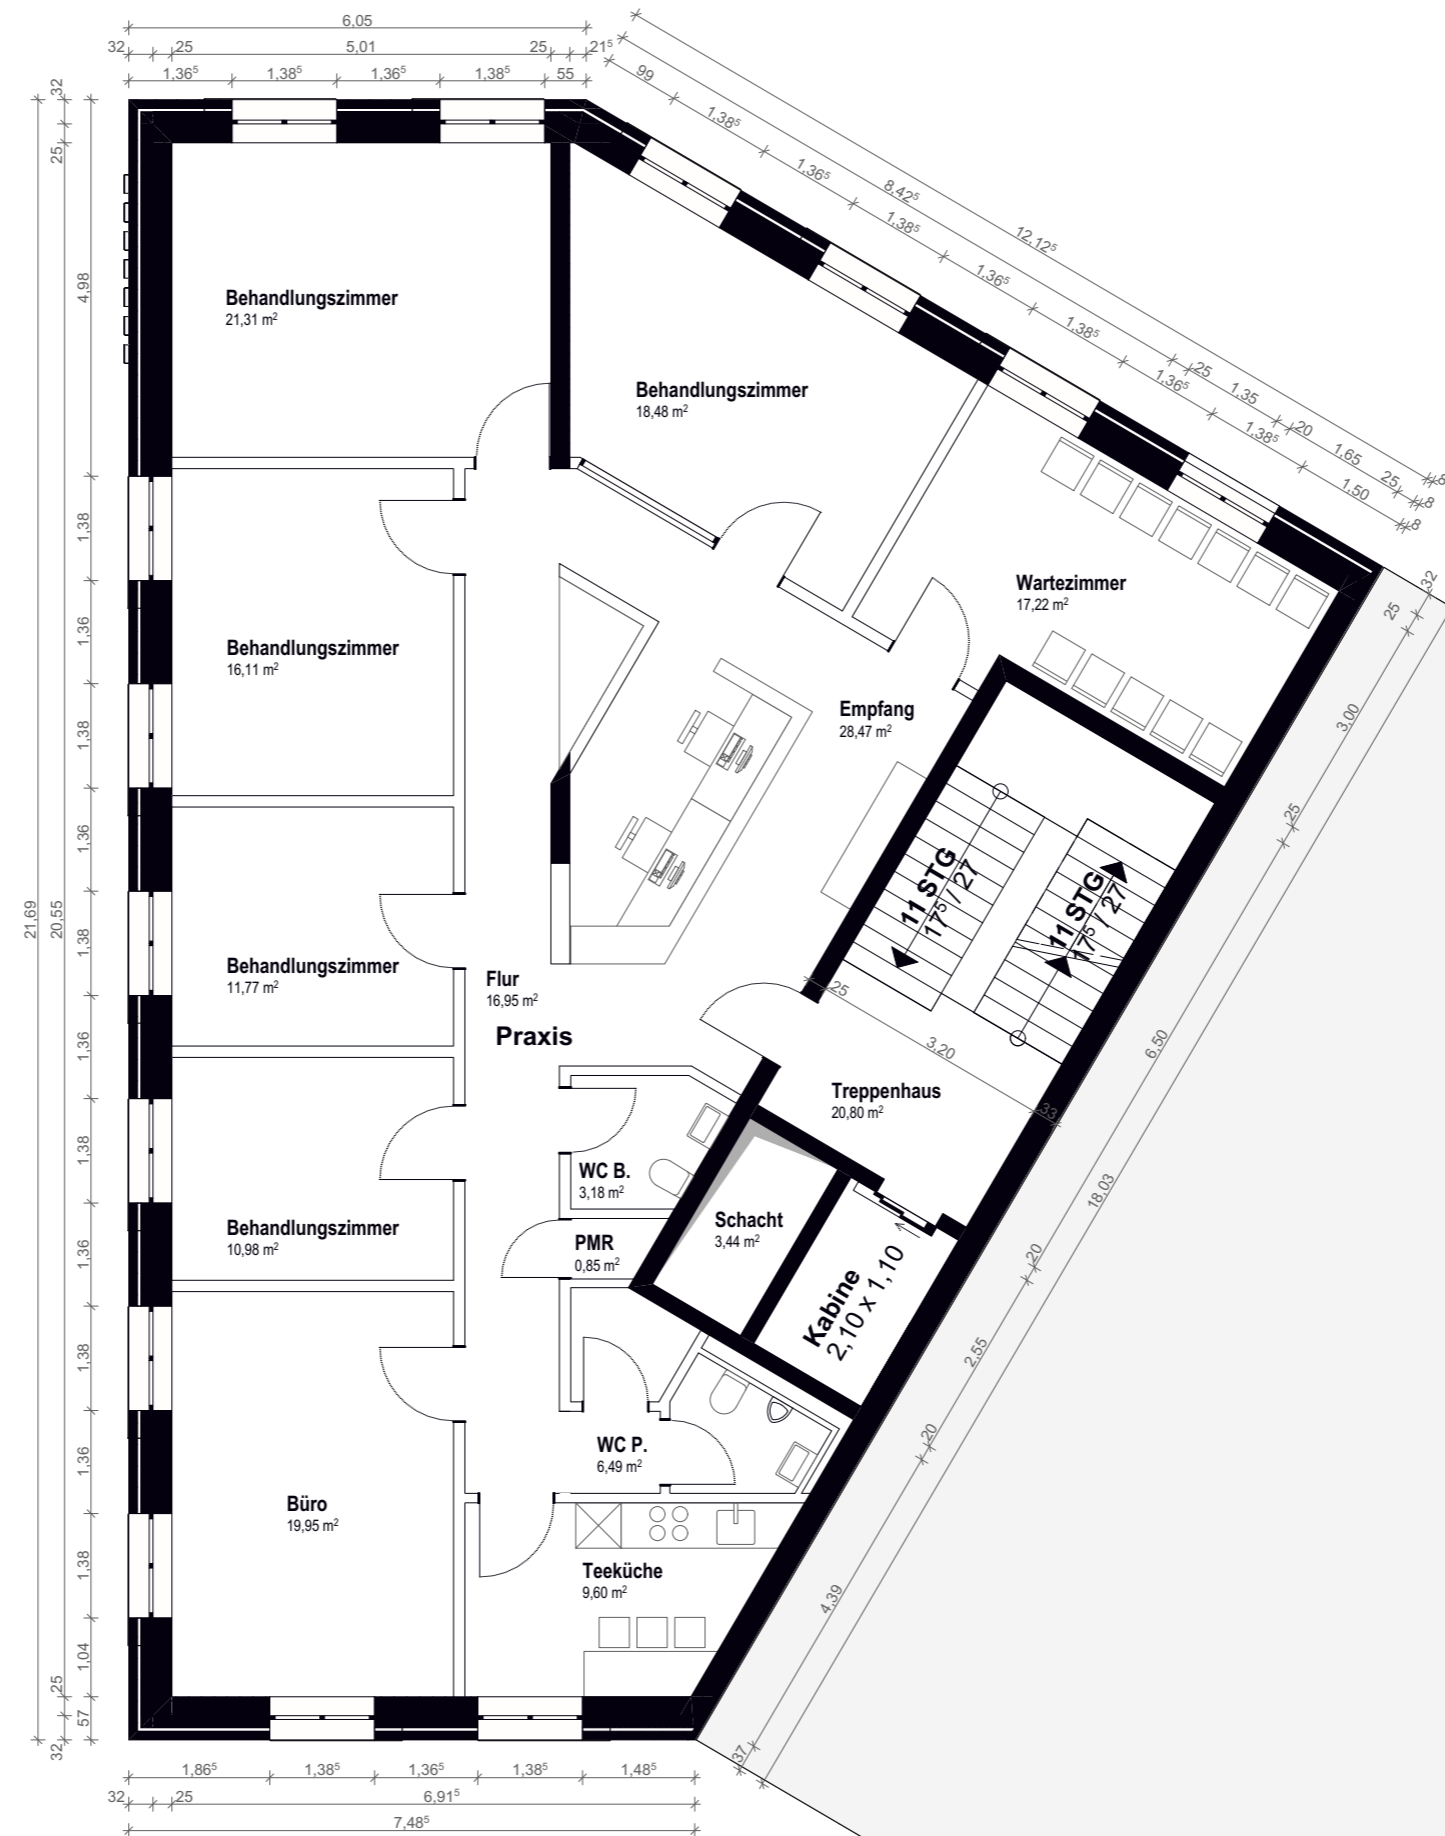 6,05
32 25 5,01 25 21⁵
1,36⁵ 1,38⁵ 1,36⁵ 1,38⁵ 55
99 1,38⁵ 1,36⁵ 1,38⁵ 1,36⁵ 1,38⁵ 1,36⁵ 1,38⁵ 1,50 8
8,42⁵ 25 1,35 20 1,65 25 8
12,12⁵ 8
32
25
4,98
1,38
1,36
1,38
1,36
1,38
1,36
1,38
1,36
1,38
1,36
1,38
1,04
57
21,69
20,55
25
32
Behandlungszimmer
21,31 m²
Behandlungszimmer
18,48 m²
Wartezimmer
17,22 m²
Behandlungszimmer
16,11 m²
Empfang
28,47 m²
11 STG
17⁵ / 27
11 STG
17⁵ / 27
Behandlungszimmer
11,77 m²
Flur
16,95 m²
Praxis
25 3,20 33
Treppenhaus
20,80 m²
WC B.
3,18 m²
Schacht
3,44 m²
PMR
0,85 m²
Kabine
2,10 x 1,10
Behandlungszimmer
10,98 m²
WC P.
6,49 m²
Büro
19,95 m²
Teeküche
9,60 m²
32
25
3,00
25
6,50
20
2,55
20
4,39
37
18,03
1,86⁵ 1,38⁵ 1,36⁵ 1,38⁵ 1,48⁵
32 25 6,91⁵
7,48⁵